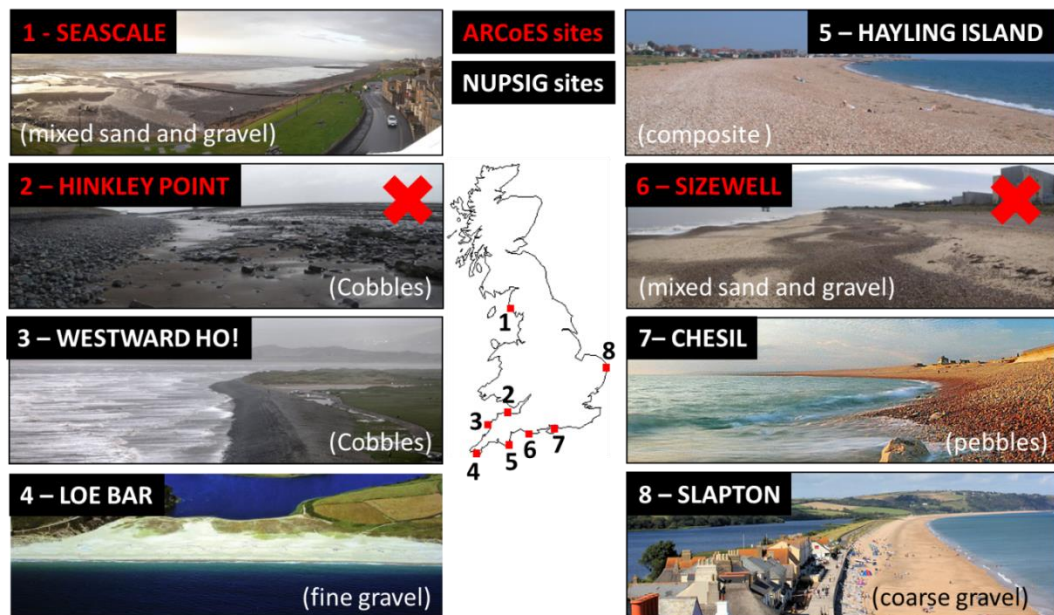 1 - SEASCALE
(mixed sand and gravel)
2 – HINKLEY POINT
(Cobbles)
3 – WESTWARD HO!
(Cobbles)
4 – LOE BAR
(fine gravel)
ARCoES sites
NUPSIG sites
1
8
2
3
7
6
5
4
5 – HAYLING ISLAND
(composite )
6 – SIZEWELL
(mixed sand and gravel)
7– CHESIL
(pebbles)
8 – SLAPTON
(coarse gravel)